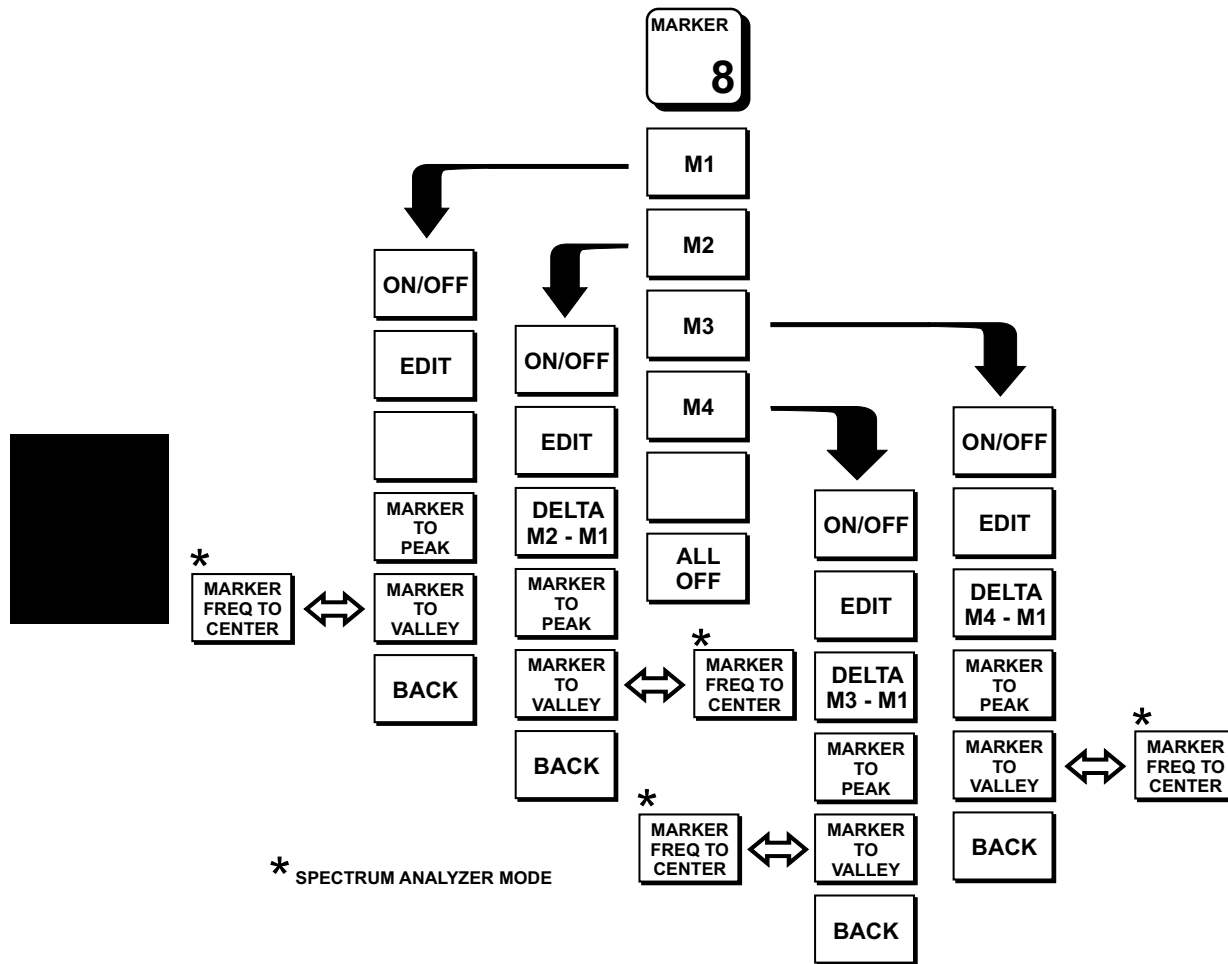 MARKER
8
M1
M2
M3
M4
ALL
OFF
ON/OFF
EDIT
MARKER
TO
PEAK
MARKER
TO
VALLEY
BACK
*
MARKER
FREQ TO
CENTER
ON/OFF
EDIT
DELTA
M2 - M1
MARKER
TO
PEAK
MARKER
TO
VALLEY
BACK
*
MARKER
FREQ TO
CENTER
ON/OFF
EDIT
DELTA
M3 - M1
MARKER
TO
PEAK
MARKER
TO
VALLEY
BACK
*
MARKER
FREQ TO
CENTER
ON/OFF
EDIT
DELTA
M4 - M1
MARKER
TO
PEAK
MARKER
TO
VALLEY
BACK
*
MARKER
FREQ TO
CENTER
* SPECTRUM ANALYZER MODE